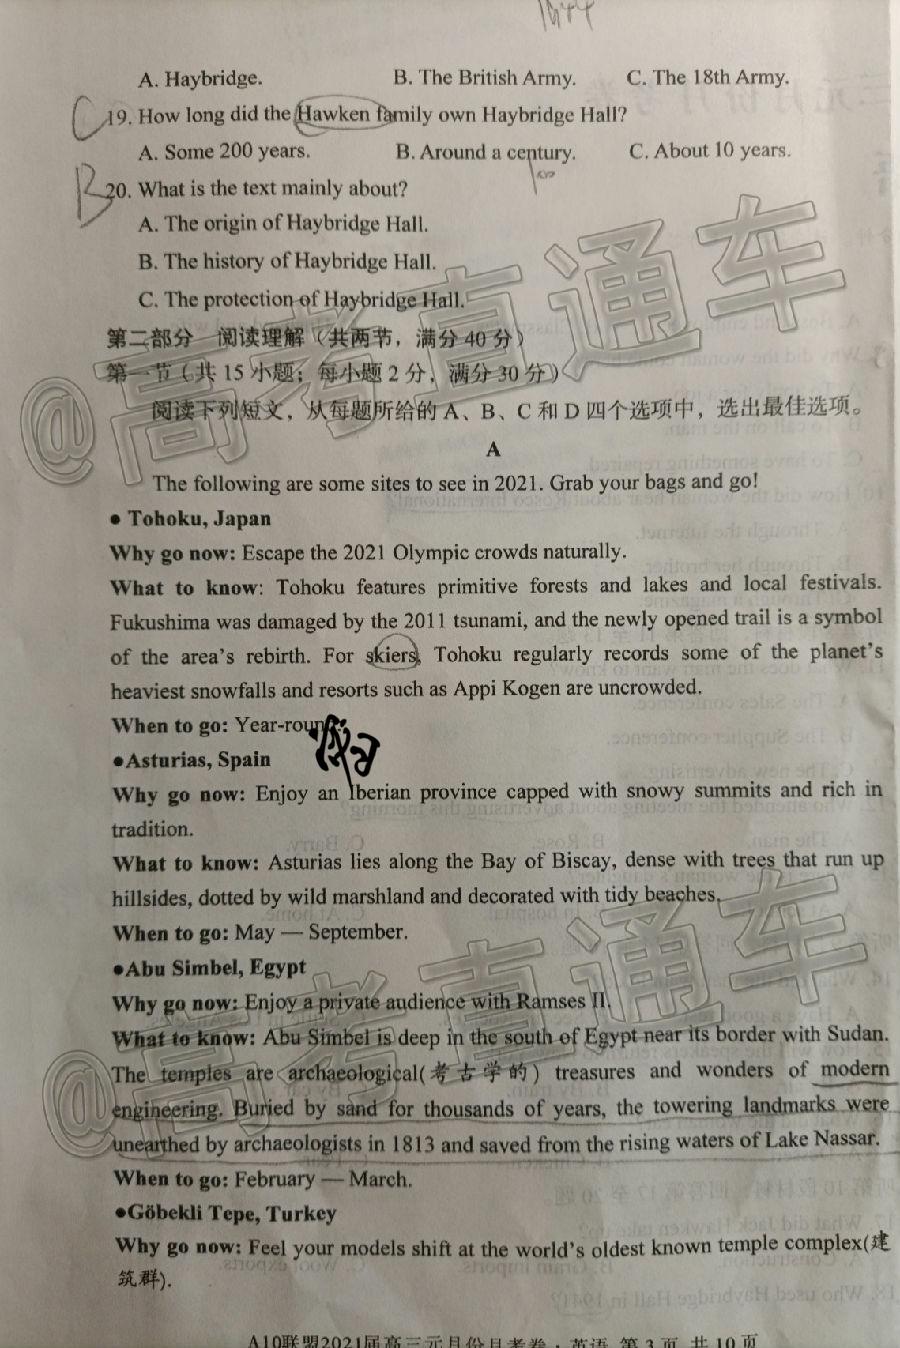 A. Haybridge. B. The British Army. C. The 18th Army.
C 19. How long did the Hawken family own Haybridge Hall?
A. Some 200 years. B. Around a century. C. About 10 years.
B 20. What is the text mainly about?
A. The origin of Haybridge Hall.
B. The history of Haybridge Hall.
C. The protection of Haybridge Hall.
第二部分 阅读理解（共两节，满分 40 分）
第一节（共 15 小题；每小题 2 分，满分 30 分）
阅读下列短文，从每题所给的 A、B、C 和 D 四个选项中，选出最佳选项。
A
The following are some sites to see in 2021. Grab your bags and go!
● Tohoku, Japan
Why go now: Escape the 2021 Olympic crowds naturally.
What to know: Tohoku features primitive forests and lakes and local festivals.
Fukushima was damaged by the 2011 tsunami, and the newly opened trail is a symbol
of the area's rebirth. For skiers, Tohoku regularly records some of the planet's
heaviest snowfalls and resorts such as Appi Kogen are uncrowded.
When to go: Year-round.
●Asturias, Spain
Why go now: Enjoy an Iberian province capped with snowy summits and rich in
tradition.
What to know: Asturias lies along the Bay of Biscay, dense with trees that run up
hillsides, dotted by wild marshland and decorated with tidy beaches.
When to go: May — September.
●Abu Simbel, Egypt
Why go now: Enjoy a private audience with Ramses II.
What to know: Abu Simbel is deep in the south of Egypt near its border with Sudan.
The temples are archaeological(考古学的) treasures and wonders of modern
engineering. Buried by sand for thousands of years, the towering landmarks were
unearthed by archaeologists in 1813 and saved from the rising waters of Lake Nassar.
When to go: February — March.
●Göbekli Tepe, Turkey
Why go now: Feel your models shift at the world's oldest known temple complex(建
筑群).
A10联盟2021届高三元月份月考卷·英语 第3页 共10页
@高考直通车
@高考直通车